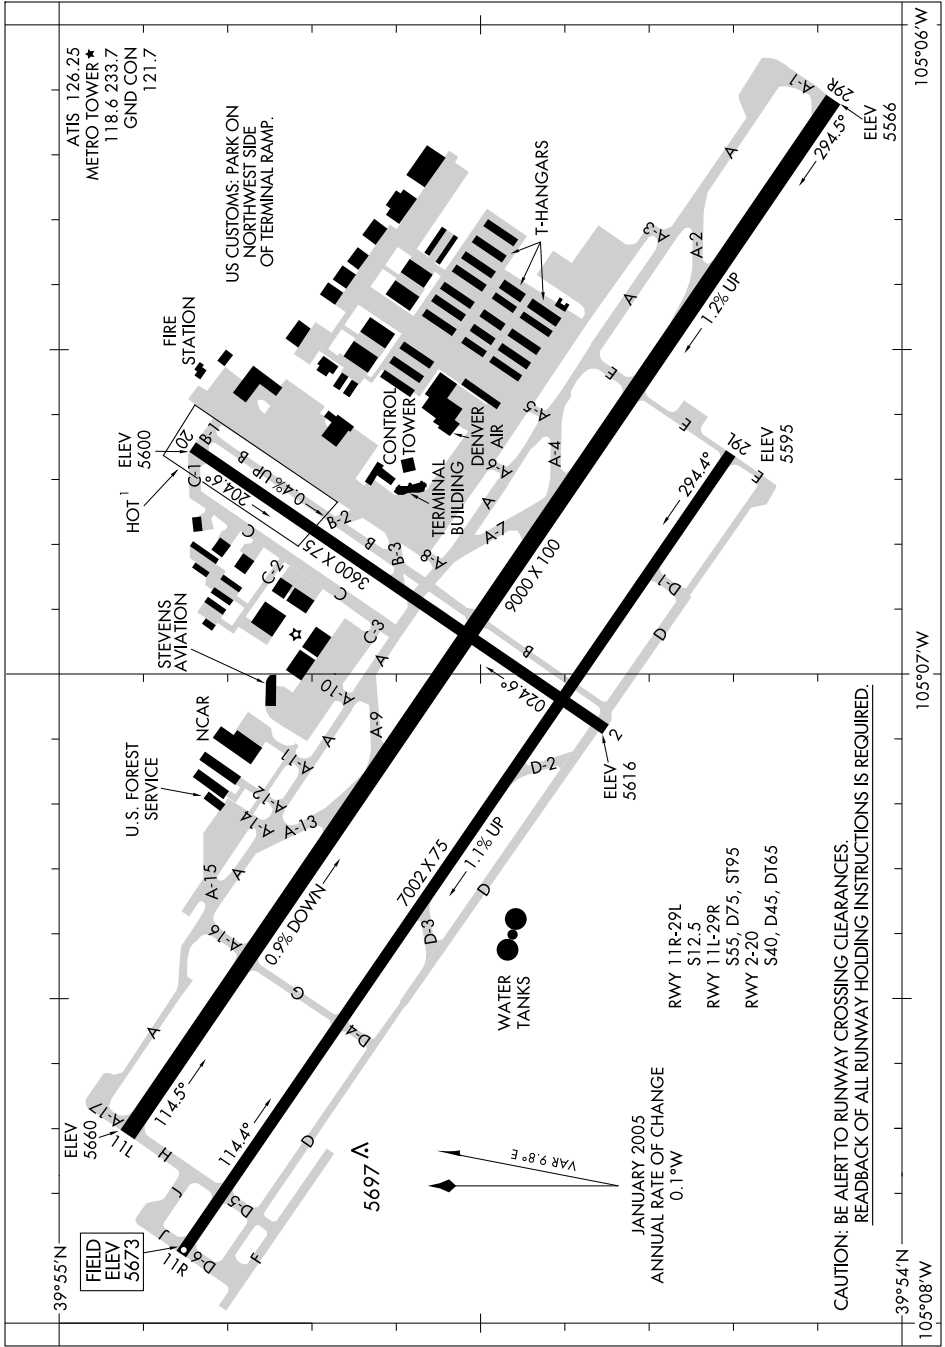 ATIS 126.25
METRO TOWER
118.6 233.7
GND CON
121.7
US CUSTOMS: PARK ON
NORTHWEST SIDE
OF TERMINAL RAMP.
105°06'W
105°07'W
105°08'W
39°55'N
39°54'N
FIRE
STATION
ELEV
5600
HOT 1
20
B-1
B
C-1
C
204.6°
0.4% UP
B-2
B
C
C-2
C
3600 X 75
B-3
A-8
C-3
STEVENS
AVIATION
NCAR
U.S. FOREST
SERVICE
CONTROL
TOWER
TERMINAL
BUILDING
DENVER
AIR
T-HANGARS
A-1
29R
ELEV
5566
294.5°
A
A-2
A-3
A
1.2% UP
E
E
E
A-5
A-4
A-6
A
A-7
9000 X 100
29L
ELEV
5595
294.4°
D-1
D
B
024.6°
2
ELEV
5616
A
A-10
A-9
A
A-11
A-12
A-14
A-13
A-15
A
A-16
0.9% DOWN
G
7002 X 75
1.1% UP
D-2
D
D-3
D-4
WATER
TANKS
A
A-17
11L
ELEV
5660
114.5°
H
J
J
114.4°
D-5
D
D-6
11R
F
FIELD
ELEV
5673
5697
VAR 9.8° E
JANUARY 2005
ANNUAL RATE OF CHANGE
0.1°W
RWY 11R-29L
S12.5
RWY 11L-29R
S55, D75, ST95
RWY 2-20
S40, D45, DT65
CAUTION: BE ALERT TO RUNWAY CROSSING CLEARANCES.
READBACK OF ALL RUNWAY HOLDING INSTRUCTIONS IS REQUIRED.